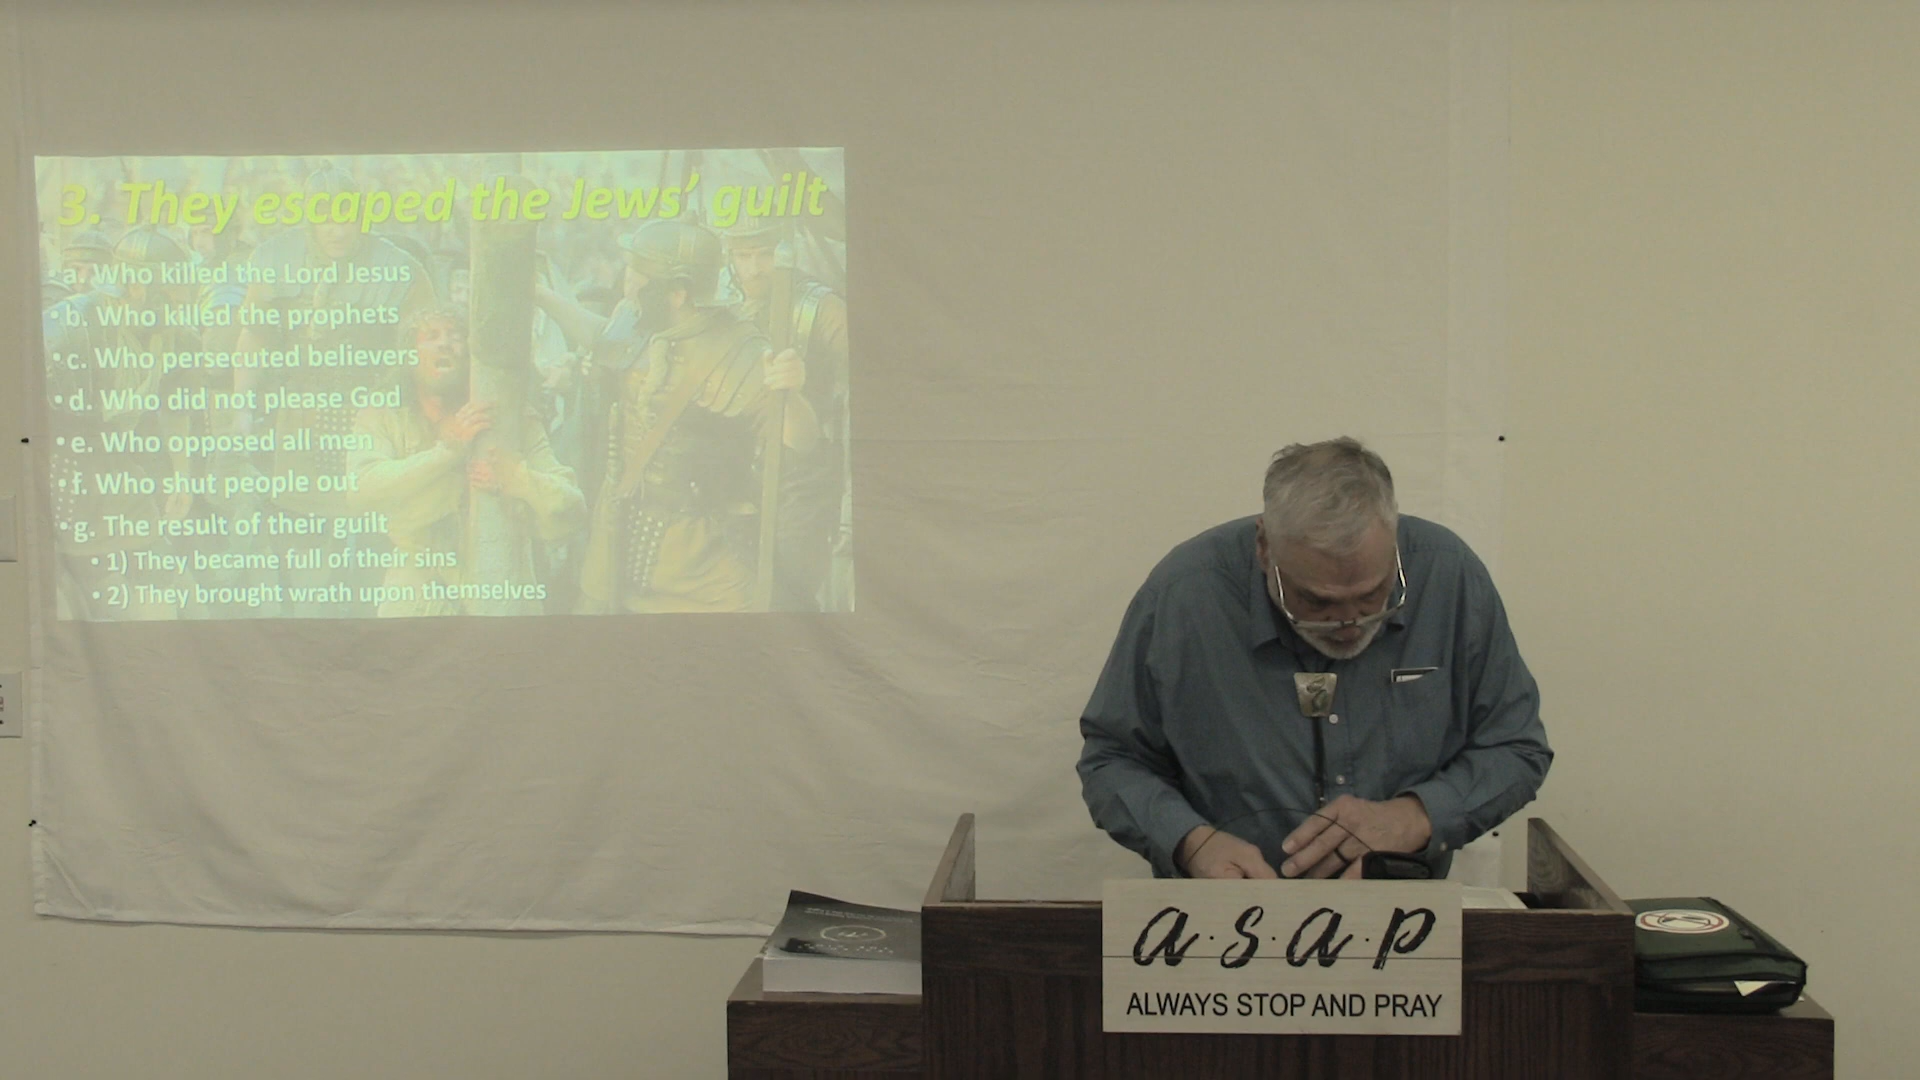 3. They escaped the Jews' guilt
• a. Who killed the Lord Jesus
• b. Who killed the prophets
• c. Who persecuted believers
• d. Who did not please God
• e. Who opposed all men
• f. Who shut people out
• g. The result of their guilt
• 1) They became full of their sins
• 2) They brought wrath upon themselves
a.s.a.p
ALWAYS STOP AND PRAY